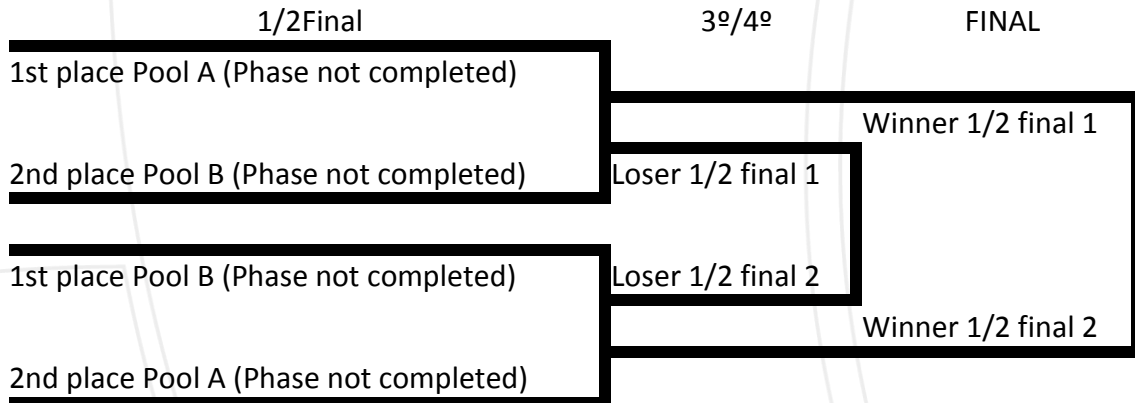 1/2Final 3º/4º FINAL
1st place Pool A (Phase not completed)
Winner 1/2 final 1
2nd place Pool B (Phase not completed) Loser 1/2 final 1
1st place Pool B (Phase not completed) Loser 1/2 final 2
Winner 1/2 final 2
2nd place Pool A (Phase not completed)